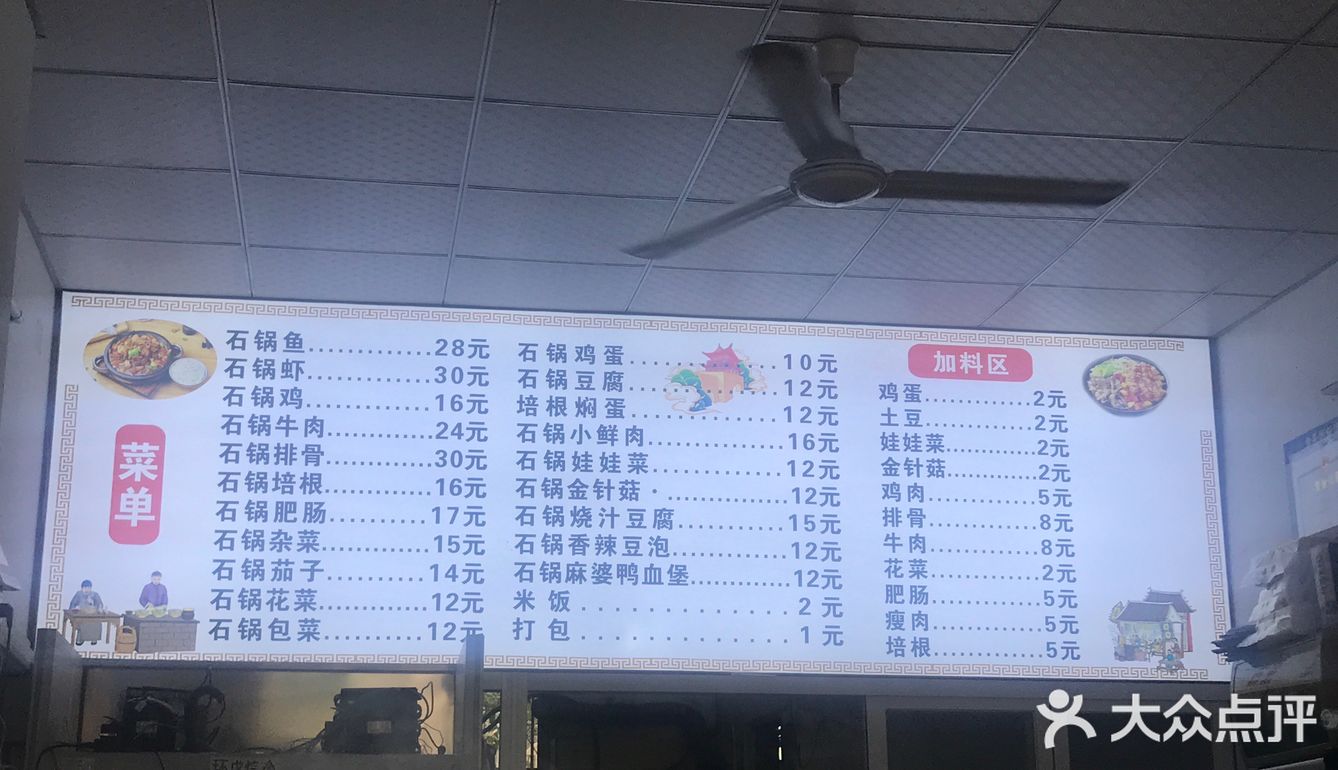 菜单
石锅鱼.............28元
石锅虾.............30元
石锅鸡.............16元
石锅牛肉...........24元
石锅排骨...........30元
石锅培根...........16元
石锅肥肠..........17元
石锅杂菜...........15元
石锅茄子..........14元
石锅花菜...........12元
石锅包菜...........12元
石锅鸡蛋............10元
石锅豆腐............12元
培根焖蛋............12元
石锅小鲜肉............16元
石锅娃娃菜...........12元
石锅金针菇·............12元
石锅烧汁豆腐..........15元
石锅香辣豆泡...........12元
石锅麻婆鸭血堡...........12元
米饭............2元
打包............1元
加料区
鸡蛋............2元
土豆............2元
娃娃菜............2元
金针菇............2元
鸡肉............5元
排骨............8元
牛肉............8元
花菜............2元
肥肠............5元
瘦肉............5元
培根............5元
大众点评